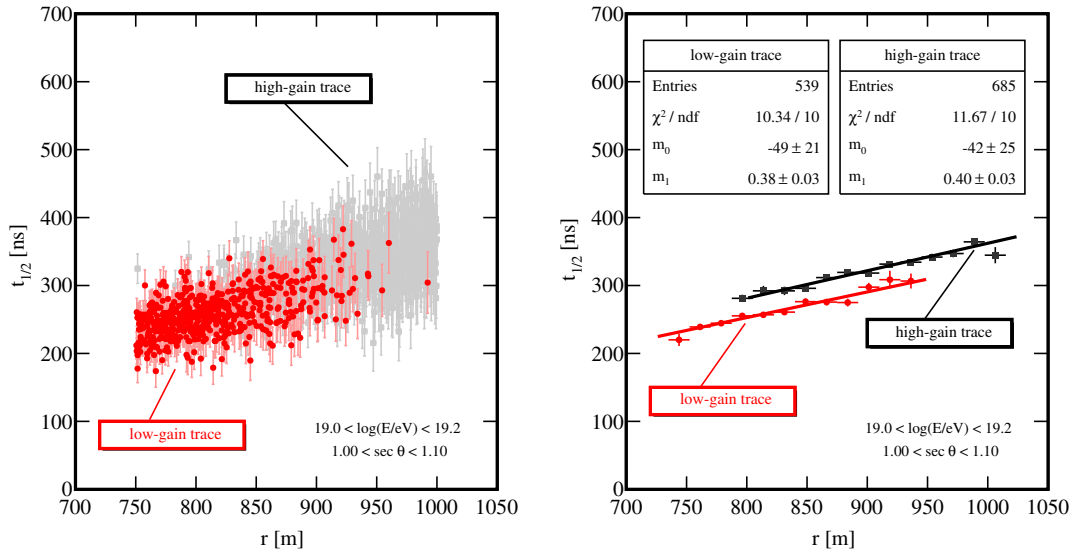 700
600
500
400
300
200
100
0
t1/2 [ns]
high-gain trace
low-gain trace
19.0 < log(E/eV) < 19.2
1.00 < sec θ < 1.10
700 750 800 850 900 950 1000 1050
r [m]
700
600
500
400
300
200
100
0
t1/2 [ns]
low-gain trace
Entries 539
χ² / ndf 10.34 / 10
m0 -49 ± 21
m1 0.38 ± 0.03
high-gain trace
Entries 685
χ² / ndf 11.67 / 10
m0 -42 ± 25
m1 0.40 ± 0.03
high-gain trace
low-gain trace
19.0 < log(E/eV) < 19.2
1.00 < sec θ < 1.10
700 750 800 850 900 950 1000 1050
r [m]